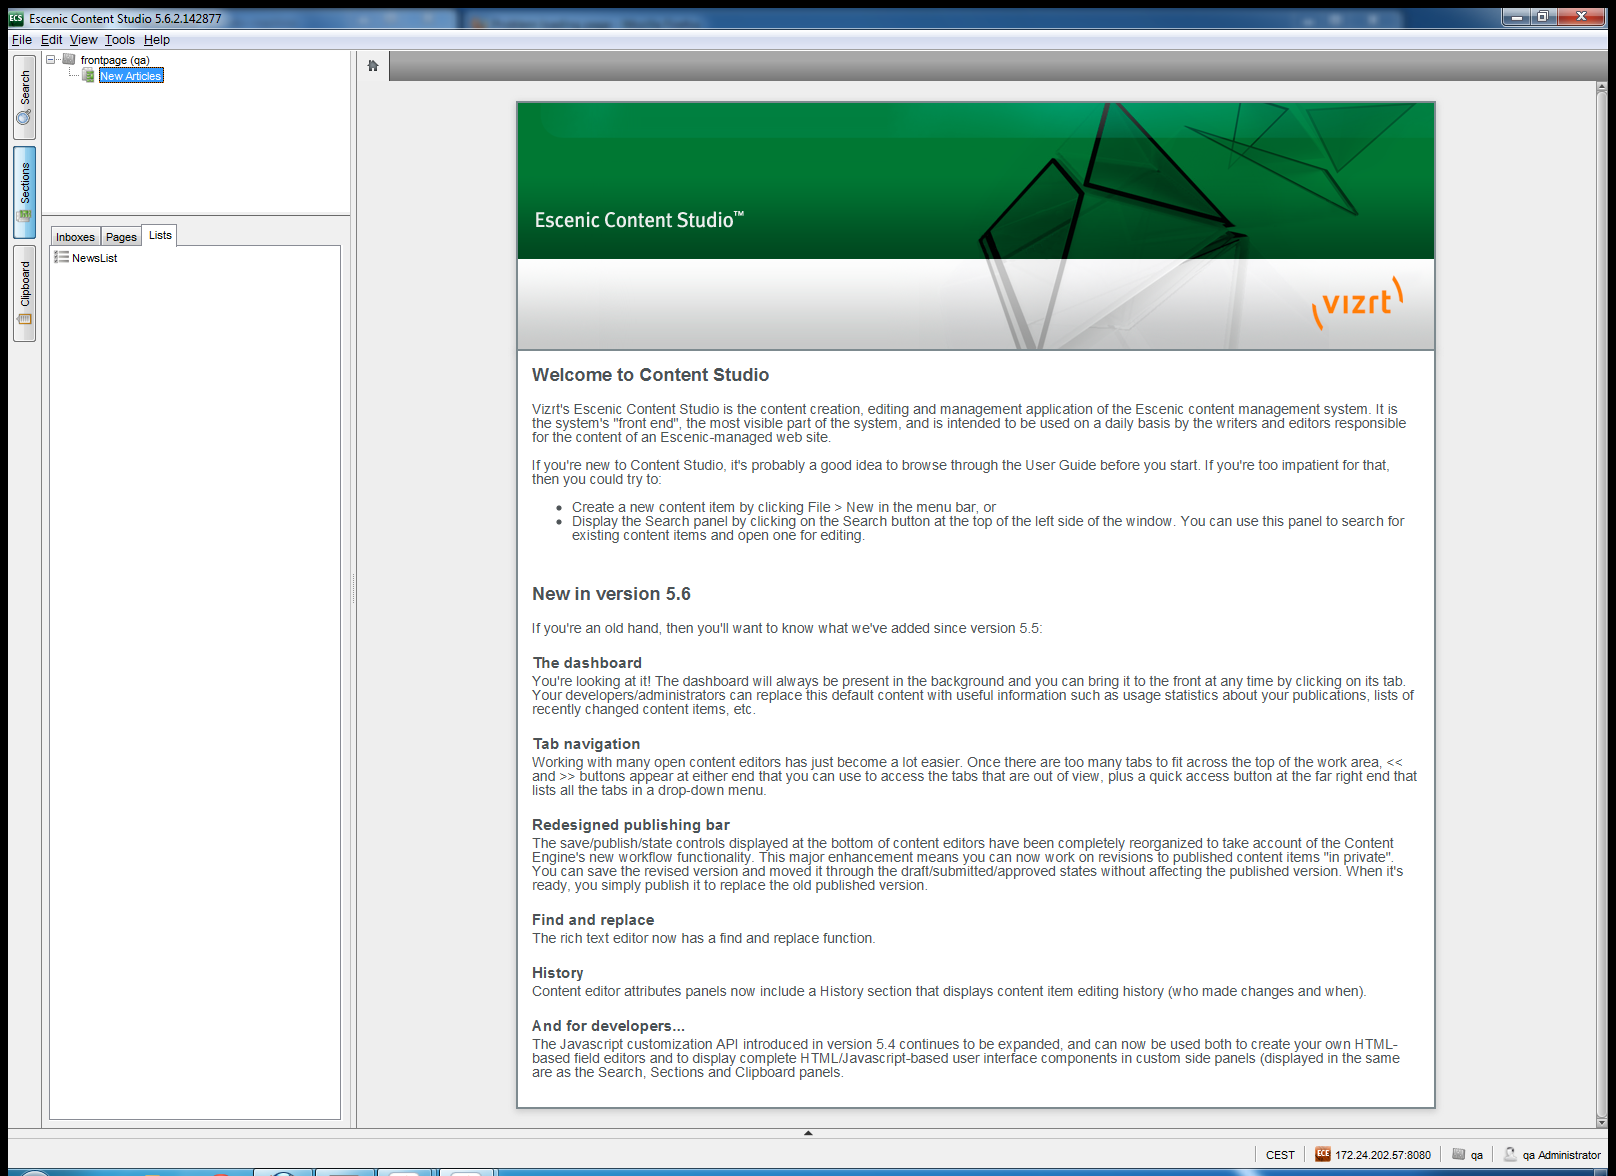 Escenic Content Studio 5.6.2.142877
File Edit View Tools Help
Search
Sections
Clipboard
frontpage (qa)
New Articles
Inboxes Pages Lists
NewsList
Escenic Content Studio™
vizrt
Welcome to Content Studio
Vizrt's Escenic Content Studio is the content creation, editing and management application of the Escenic content management system. It is
the system's "front end", the most visible part of the system, and is intended to be used on a daily basis by the writers and editors responsible
for the content of an Escenic-managed web site.
If you're new to Content Studio, it's probably a good idea to browse through the User Guide before you start. If you're too impatient for that,
then you could try to:
• Create a new content item by clicking File > New in the menu bar, or
• Display the Search panel by clicking on the Search button at the top of the left side of the window. You can use this panel to search for
existing content items and open one for editing.
New in version 5.6
If you're an old hand, then you'll want to know what we've added since version 5.5:
The dashboard
You're looking at it! The dashboard will always be present in the background and you can bring it to the front at any time by clicking on its tab.
Your developers/administrators can replace this default content with useful information such as usage statistics about your publications, lists of
recently changed content items, etc.
Tab navigation
Working with many open content editors has just become a lot easier. Once there are too many tabs to fit across the top of the work area, <<
and >> buttons appear at either end that you can use to access the tabs that are out of view, plus a quick access button at the far right end that
lists all the tabs in a drop-down menu.
Redesigned publishing bar
The save/publish/state controls displayed at the bottom of content editors have been completely reorganized to take account of the Content
Engine's new workflow functionality. This major enhancement means you can now work on revisions to published content items "in private".
You can save the revised version and moved it through the draft/submitted/approved states without affecting the published version. When it's
ready, you simply publish it to replace the old published version.
Find and replace
The rich text editor now has a find and replace function.
History
Content editor attributes panels now include a History section that displays content item editing history (who made changes and when).
And for developers...
The Javascript customization API introduced in version 5.4 continues to be expanded, and can now be used both to create your own HTML-
based field editors and to display complete HTML/Javascript-based user interface components in custom side panels (displayed in the same
are as the Search, Sections and Clipboard panels.
CEST ECE 172.24.202.57:8080 qa qa Administrator